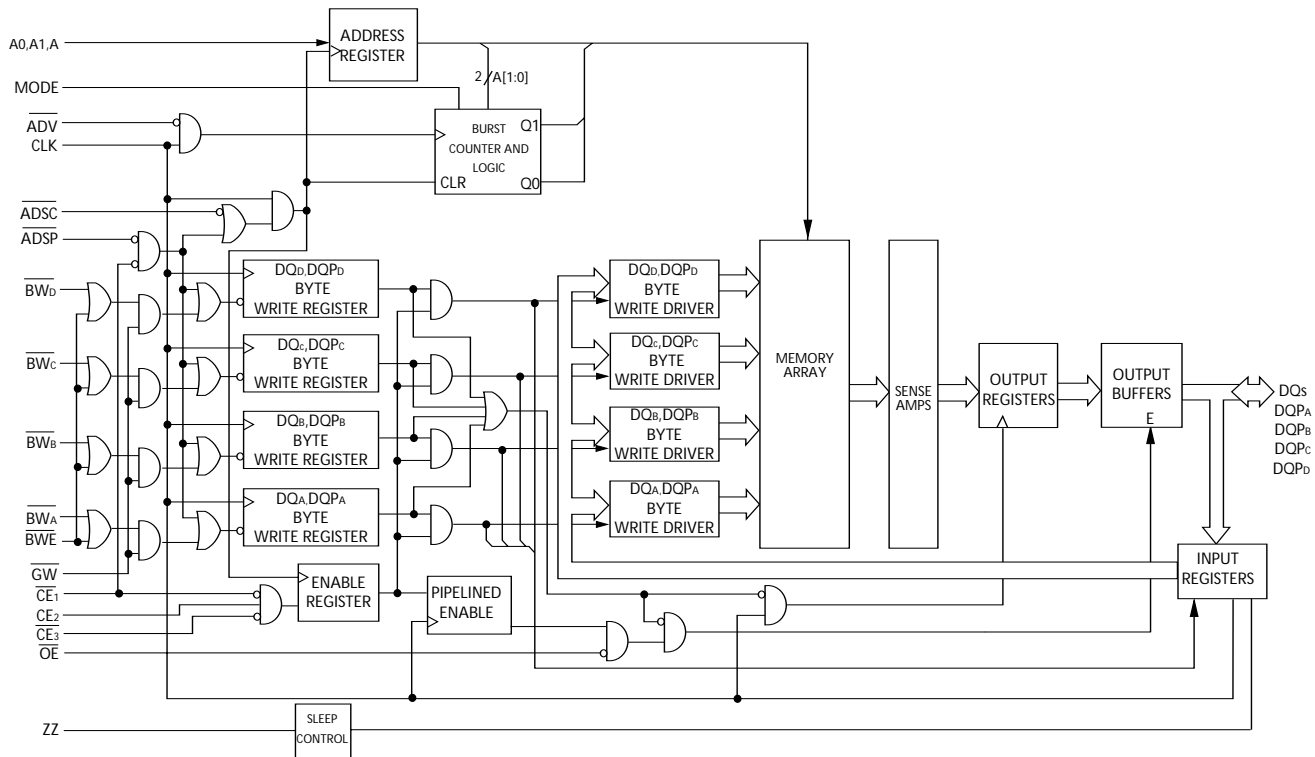 A0,A1,A
ADDRESS
REGISTER
2 A[1:0]
MODE
ADV
CLK
BURST
COUNTER AND
LOGIC
Q1
CLR
Q0
ADSC
ADSP
BWD
DQD,DQPD
BYTE
WRITE REGISTER
DQD,DQPD
BYTE
WRITE DRIVER
BWC
DQC,DQPC
BYTE
WRITE REGISTER
DQC,DQPC
BYTE
WRITE DRIVER
MEMORY
ARRAY
SENSE
AMPS
OUTPUT
REGISTERS
OUTPUT
BUFFERS
E
DQs
DQPA
DQPB
DQPC
DQPD
BWB
DQB,DQPB
BYTE
WRITE REGISTER
DQB,DQPB
BYTE
WRITE DRIVER
BWA
BWE
DQA,DQPA
BYTE
WRITE REGISTER
DQA,DQPA
BYTE
WRITE DRIVER
GW
CE1
CE2
CE3
OE
ENABLE
REGISTER
PIPELINED
ENABLE
INPUT
REGISTERS
ZZ
SLEEP
CONTROL